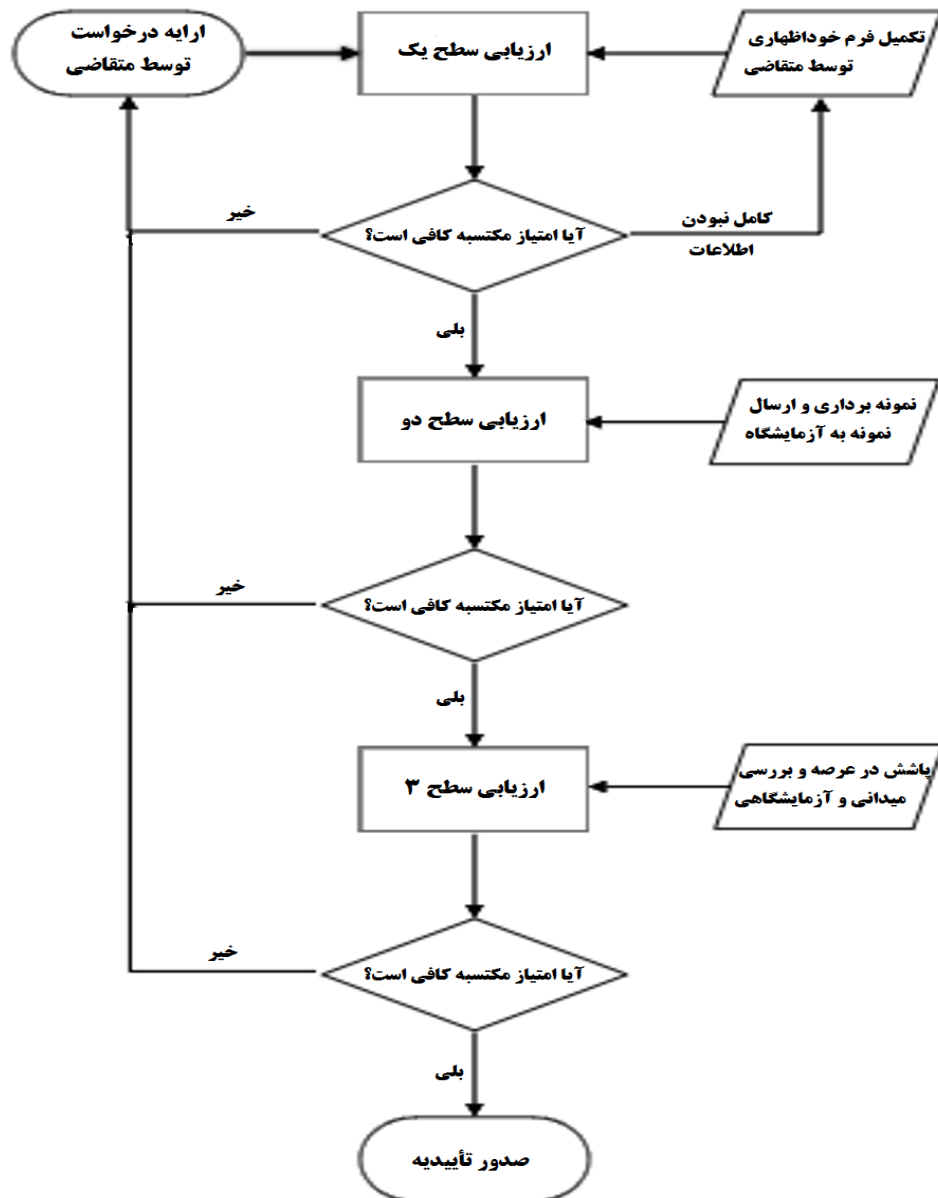 ارایه درخواست
توسط متقاضی
ارزیابی سطح یک
تکمیل فرم خوداظهاری
توسط متقاضی
خیر
آیا امتیاز مکتسبه کافی است؟
کامل نبودن
اطلاعات
بلی
ارزیابی سطح دو
نمونه برداری و ارسال
نمونه به آزمایشگاه
خیر
آیا امتیاز مکتسبه کافی است؟
بلی
ارزیابی سطح ۳
پاشش در عرصه و بررسی
میدانی و آزمایشگاهی
خیر
آیا امتیاز مکتسبه کافی است؟
بلی
صدور تأییدیه